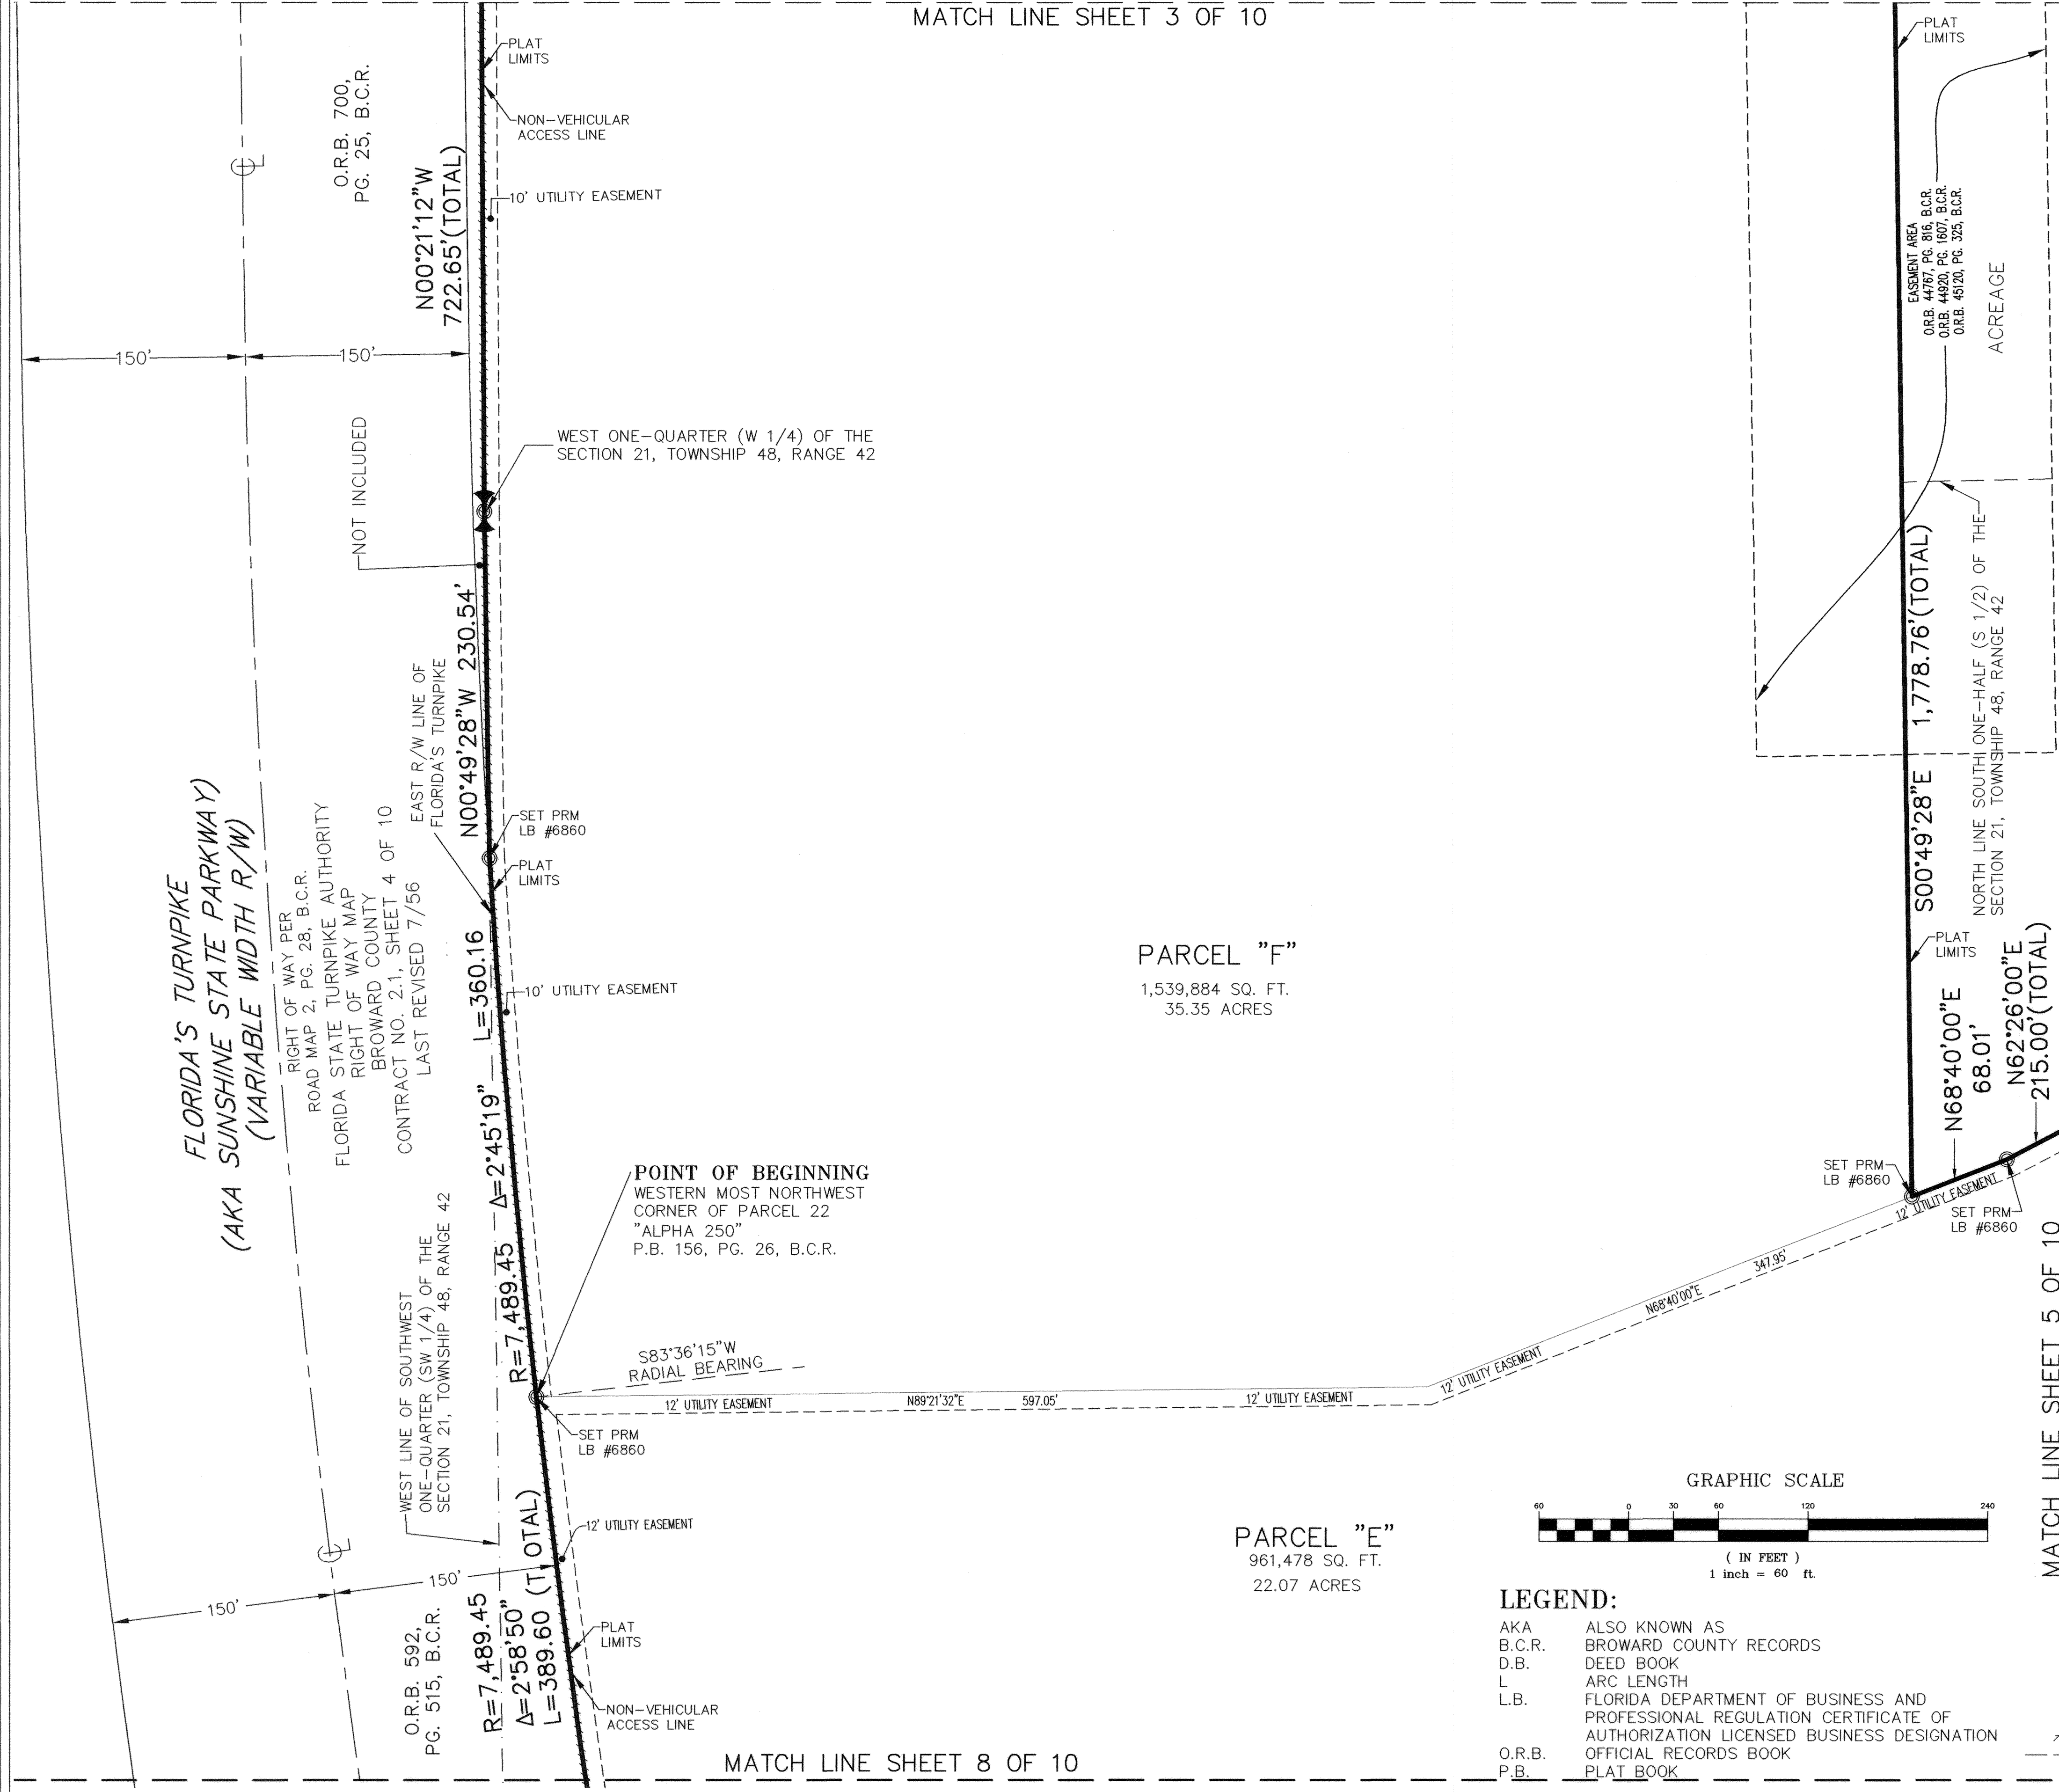 MATCH LINE SHEET 3 OF 10
PLAT
LIMITS
NON-VEHICULAR
ACCESS LINE
O.R.B. 700,
PG. 25, B.C.R.
N00°21'12"W
722.65'(TOTAL)
10' UTILITY EASEMENT
150'
150'
NOT INCLUDED
WEST ONE-QUARTER (W 1/4) OF THE
SECTION 21, TOWNSHIP 48, RANGE 42
N00°49'28"W 230.54'
EAST R/W LINE OF
FLORIDA'S TURNPIKE
SET PRM
LB #6860
PLAT
LIMITS
FLORIDA'S TURNPIKE
(AKA SUNSHINE STATE PARKWAY)
(VARIABLE WIDTH R/W)
RIGHT OF WAY PER
ROAD MAP 2, PG. 28, B.C.R.
FLORIDA STATE TURNPIKE AUTHORITY
RIGHT OF WAY MAP
BROWARD COUNTY
CONTRACT NO. 2.1, SHEET 4 OF 10
LAST REVISED 7/56
10' UTILITY EASEMENT
R=7,489.45 Δ=2°45'19" L=360.16
WEST LINE OF SOUTHWEST
ONE-QUARTER (SW 1/4) OF THE
SECTION 21, TOWNSHIP 48, RANGE 42
POINT OF BEGINNING
WESTERN MOST NORTHWEST
CORNER OF PARCEL 22
"ALPHA 250"
P.B. 156, PG. 26, B.C.R.
S83°36'15"W
RADIAL BEARING
12' UTILITY EASEMENT
N89°21'32"E
597.05'
12' UTILITY EASEMENT
12' UTILITY EASEMENT
N68°40'00"E
347.95'
12' UTILITY EASEMENT
SET PRM
LB #6860
12' UTILITY EASEMENT
150'
150'
O.R.B. 592,
PG. 515, B.C.R.
R=7,489.45
Δ=2°58'50"
L=389.60 (TOTAL)
PLAT
LIMITS
NON-VEHICULAR
ACCESS LINE
MATCH LINE SHEET 8 OF 10
PARCEL "F"
1,539,884 SQ. FT.
35.35 ACRES
PARCEL "E"
961,478 SQ. FT.
22.07 ACRES
PLAT
LIMITS
EASEMENT AREA
O.R.B. 44767, PG. 816, B.C.R.
O.R.B. 44920, PG. 1607, B.C.R.
O.R.B. 45120, PG. 325, B.C.R.
ACREAGE
S00°49'28"E 1,778.76'(TOTAL)
NORTH LINE SOUTH ONE-HALF (S 1/2) OF THE
SECTION 21, TOWNSHIP 48, RANGE 42
PLAT
LIMITS
N68°40'00"E
68.01'
N62°26'00"E
215.00'(TOTAL)
SET PRM
LB #6860
SET PRM
LB #6860
MATCH LINE SHEET 5 OF 10
GRAPHIC SCALE
60 0 30 60 120 240
( IN FEET )
1 inch = 60 ft.
LEGEND:
AKA ALSO KNOWN AS
B.C.R. BROWARD COUNTY RECORDS
D.B. DEED BOOK
L ARC LENGTH
L.B. FLORIDA DEPARTMENT OF BUSINESS AND
PROFESSIONAL REGULATION CERTIFICATE OF
AUTHORIZATION LICENSED BUSINESS DESIGNATION
O.R.B. OFFICIAL RECORDS BOOK
P.B. PLAT BOOK